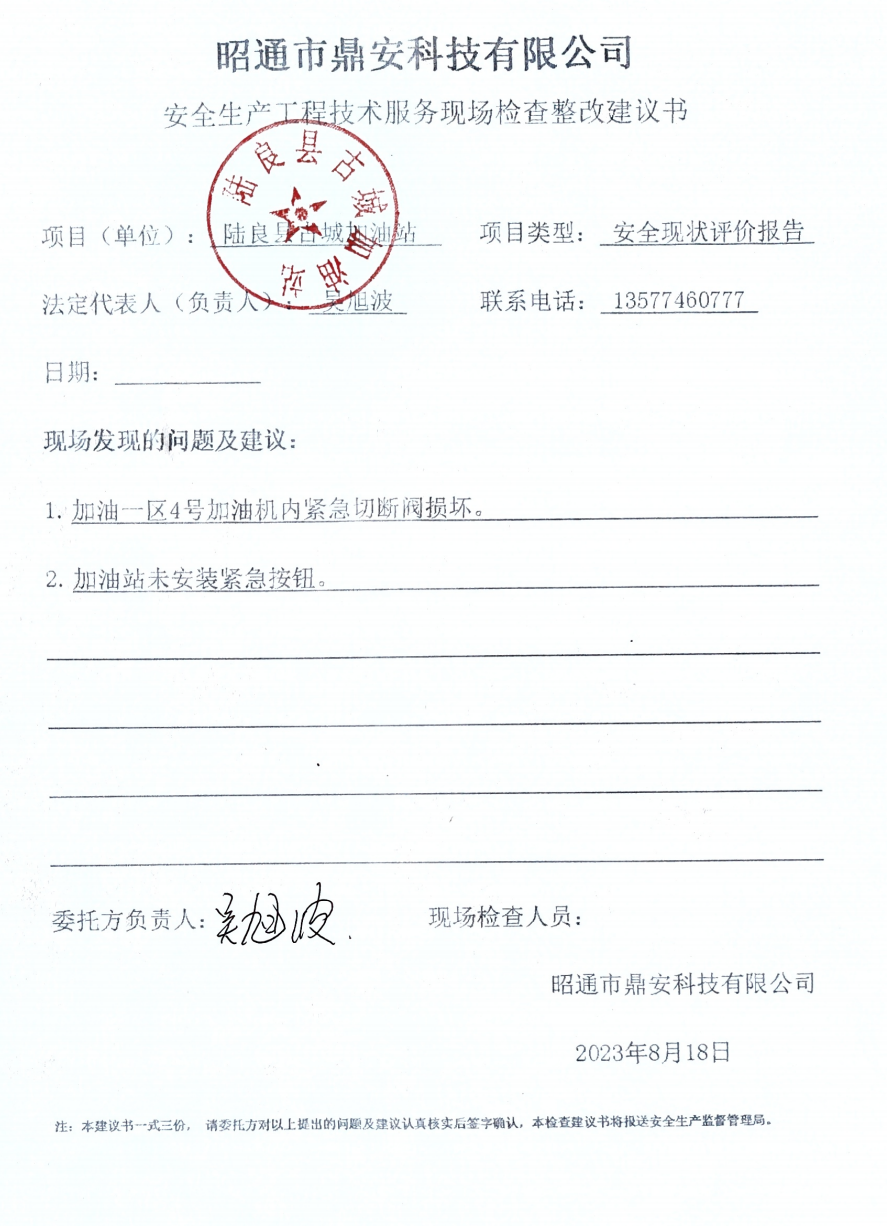 昭通市鼎安科技有限公司
安全生产工程技术服务现场检查整改建议书
陆良县古城加油站
项目（单位）：陆良县古城加油站 项目类型：安全现状评价报告
法定代表人（负责人）：吴旭波 联系电话：13577460777
日期：
现场发现的问题及建议：
1. 加油一区4号加油机内紧急切断阀损坏。
2. 加油站未安装紧急按钮。
委托方负责人：吴旭波. 现场检查人员：
昭通市鼎安科技有限公司
2023年8月18日
注：本建议书一式三份， 请委托方对以上提出的问题及建议认真核实后签字确认，本检查建议书将报送安全生产监督管理局。